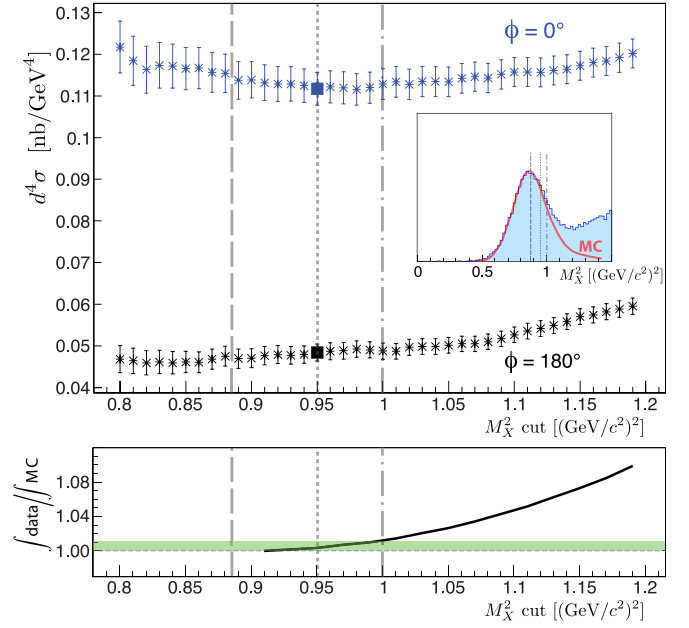 d⁴σ [nb/GeV⁴]
0.13
0.12
0.11
0.1
0.09
0.08
0.07
0.06
0.05
0.04
ϕ = 0°
MC
0 0.5 1
M²_X [(GeV/c²)²]
ϕ = 180°
0.8 0.85 0.9 0.95 1 1.05 1.1 1.15 1.2
M²_X cut [(GeV/c²)²]
∫data/∫MC
1.08
1.04
1.00
0.8 0.85 0.9 0.95 1 1.05 1.1 1.15 1.2
M²_X cut [(GeV/c²)²]